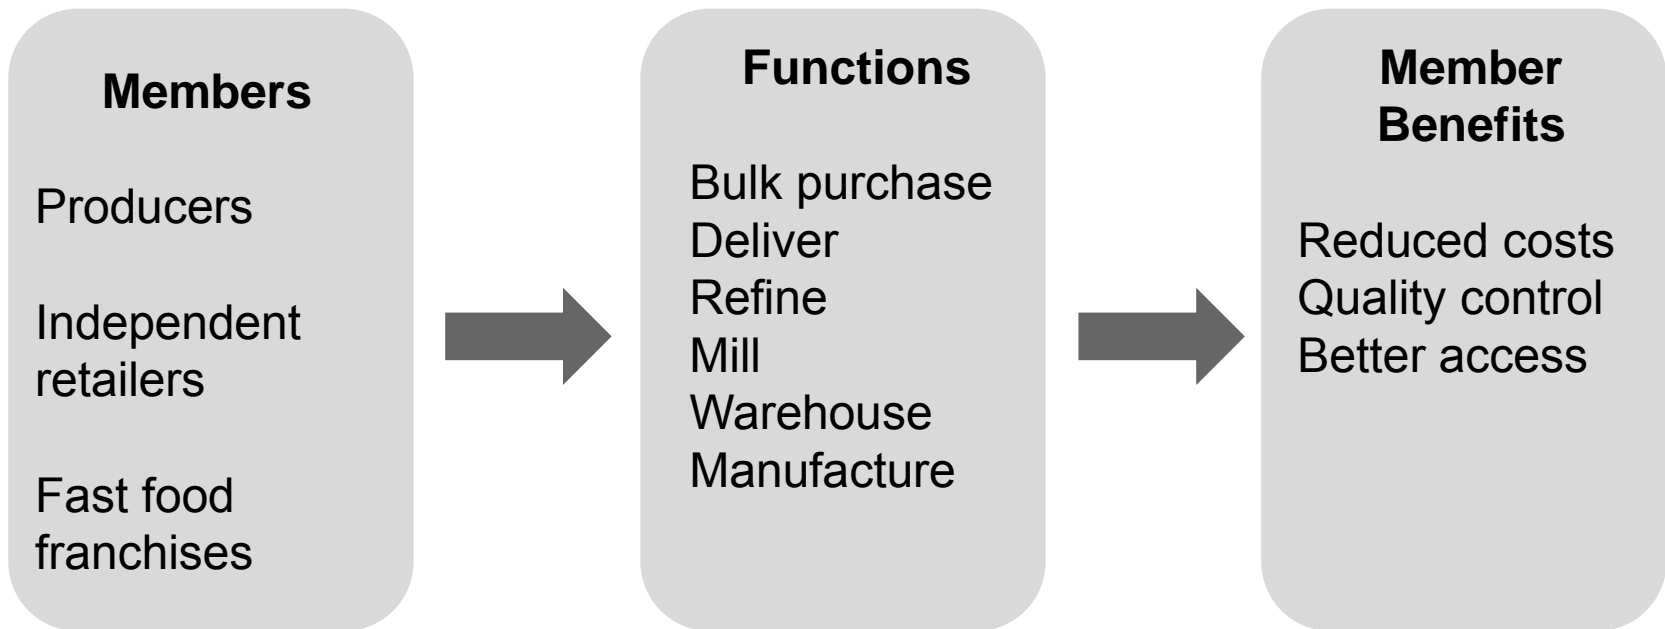 Members
Producers
Independent
retailers
Fast food
franchises
Functions
Bulk purchase
Deliver
Refine
Mill
Warehouse
Manufacture
Member
Benefits
Reduced costs
Quality control
Better access